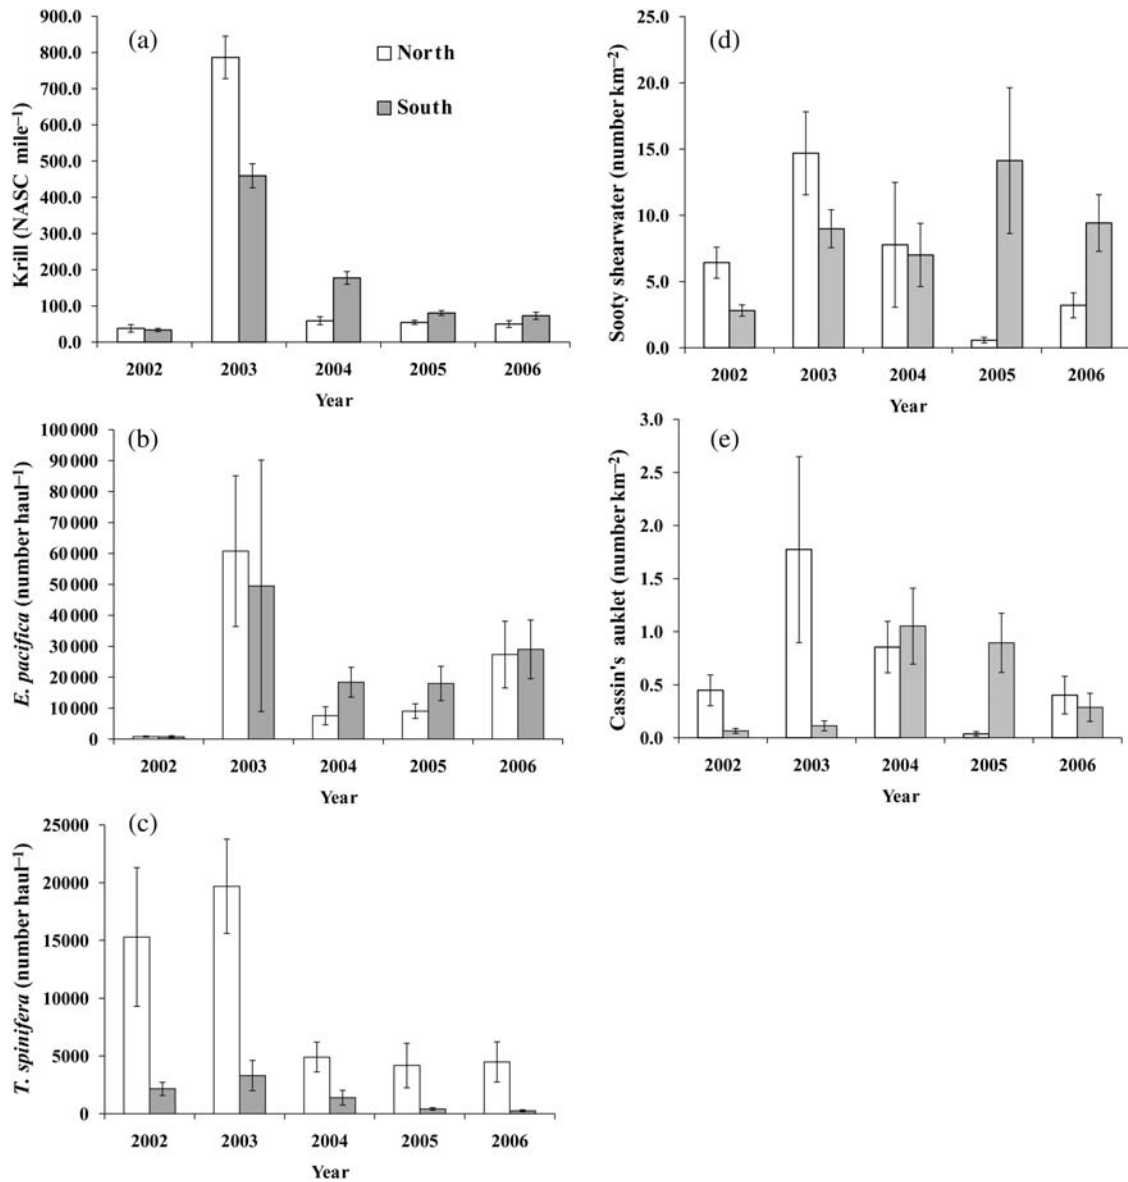 (a)
North
South
900.0
800.0
700.0
600.0
500.0
400.0
300.0
200.0
100.0
0.0
Krill (NASC mile⁻¹)
2002 2003 2004 2005 2006
Year
(d)
25.0
20.0
15.0
10.0
5.0
0.0
Sooty shearwater (number km⁻²)
2002 2003 2004 2005 2006
Year
(b)
100 000
90 000
80 000
70 000
60 000
50 000
40 000
30 000
20 000
10 000
0
E. pacifica (number haul⁻¹)
2002 2003 2004 2005 2006
Year
(e)
3.0
2.5
2.0
1.5
1.0
0.5
0.0
Cassin's auklet (number km⁻²)
2002 2003 2004 2005 2006
Year
(c)
25000
20000
15000
10000
5000
0
T. spinifera (number haul⁻¹)
2002 2003 2004 2005 2006
Year